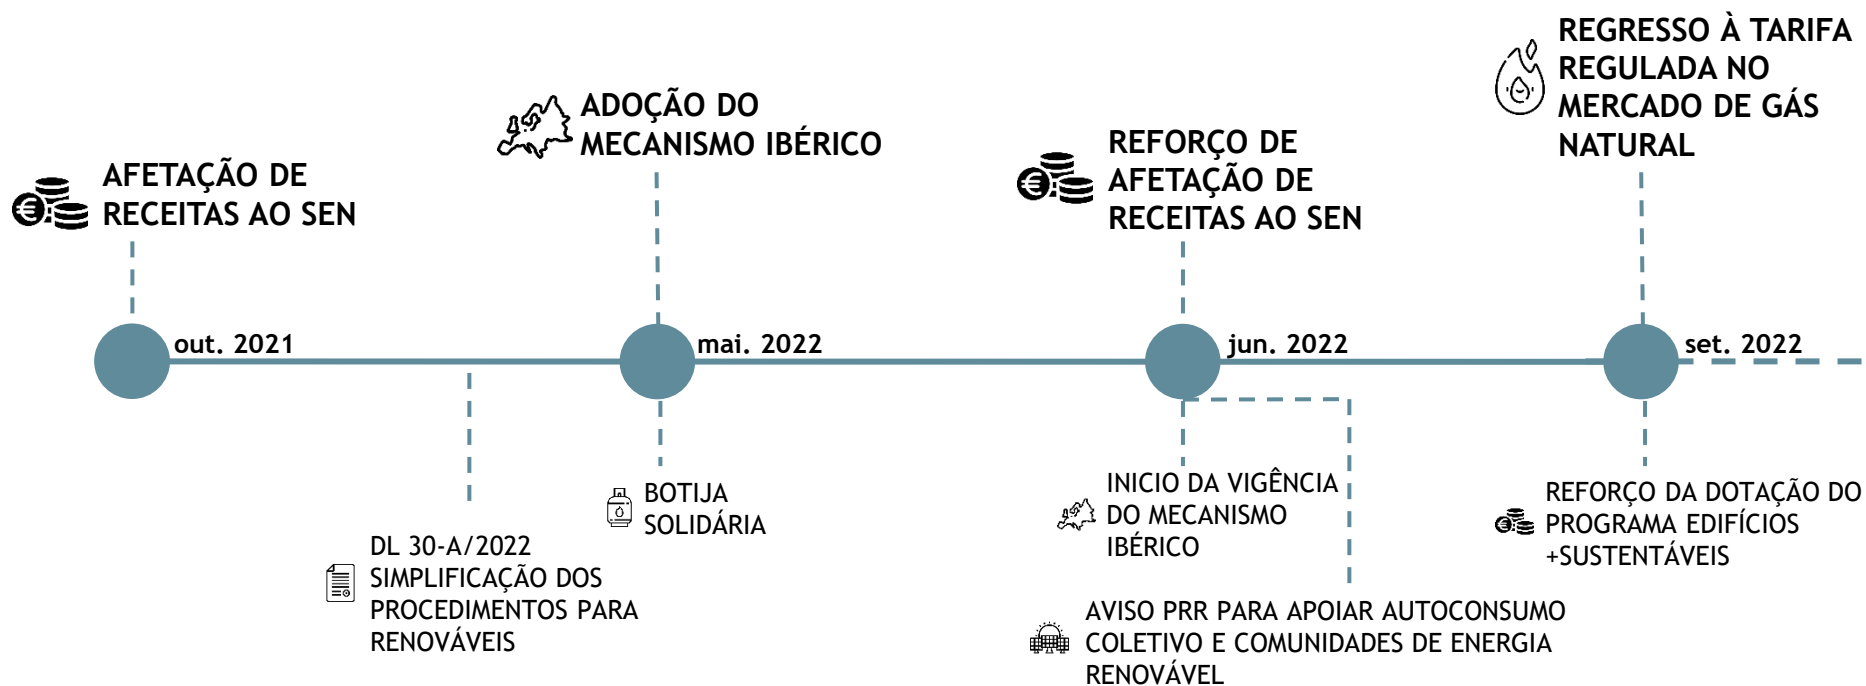 AFETAÇÃO DE
RECEITAS AO SEN
ADOÇÃO DO
MECANISMO IBÉRICO
REFORÇO DE
AFETAÇÃO DE
RECEITAS AO SEN
REGRESSO À TARIFA
REGULADA NO
MERCADO DE GÁS
NATURAL
out. 2021
mai. 2022
jun. 2022
set. 2022
DL 30-A/2022
SIMPLIFICAÇÃO DOS
PROCEDIMENTOS PARA
RENOVÁVEIS
BOTIJA
SOLIDÁRIA
INICIO DA VIGÊNCIA
DO MECANISMO
IBÉRICO
AVISO PRR PARA APOIAR AUTOCONSUMO
COLETIVO E COMUNIDADES DE ENERGIA
RENOVÁVEL
REFORÇO DA DOTAÇÃO DO
PROGRAMA EDIFÍCIOS
+SUSTENTÁVEIS